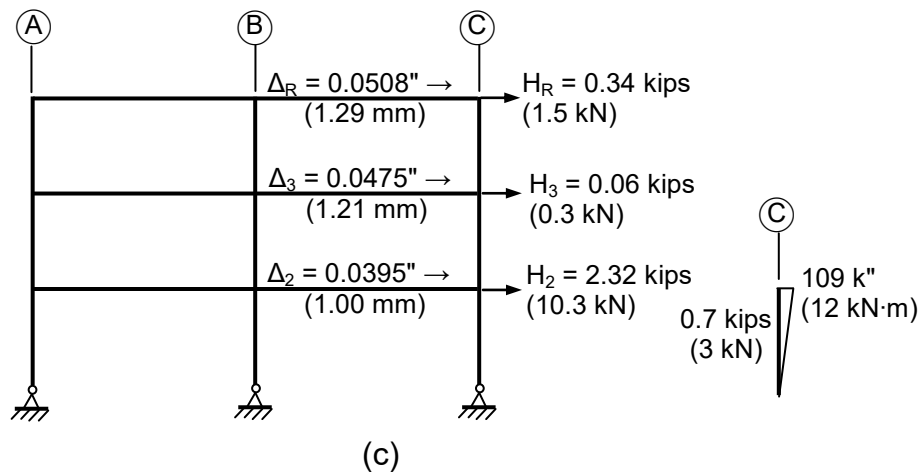 A
B
C
Δ_R = 0.0508" →
(1.29 mm)
H_R = 0.34 kips
(1.5 kN)
Δ_3 = 0.0475" →
(1.21 mm)
H_3 = 0.06 kips
(0.3 kN)
Δ_2 = 0.0395" →
(1.00 mm)
H_2 = 2.32 kips
(10.3 kN)
C
109 k"
(12 kN·m)
0.7 kips
(3 kN)
(c)